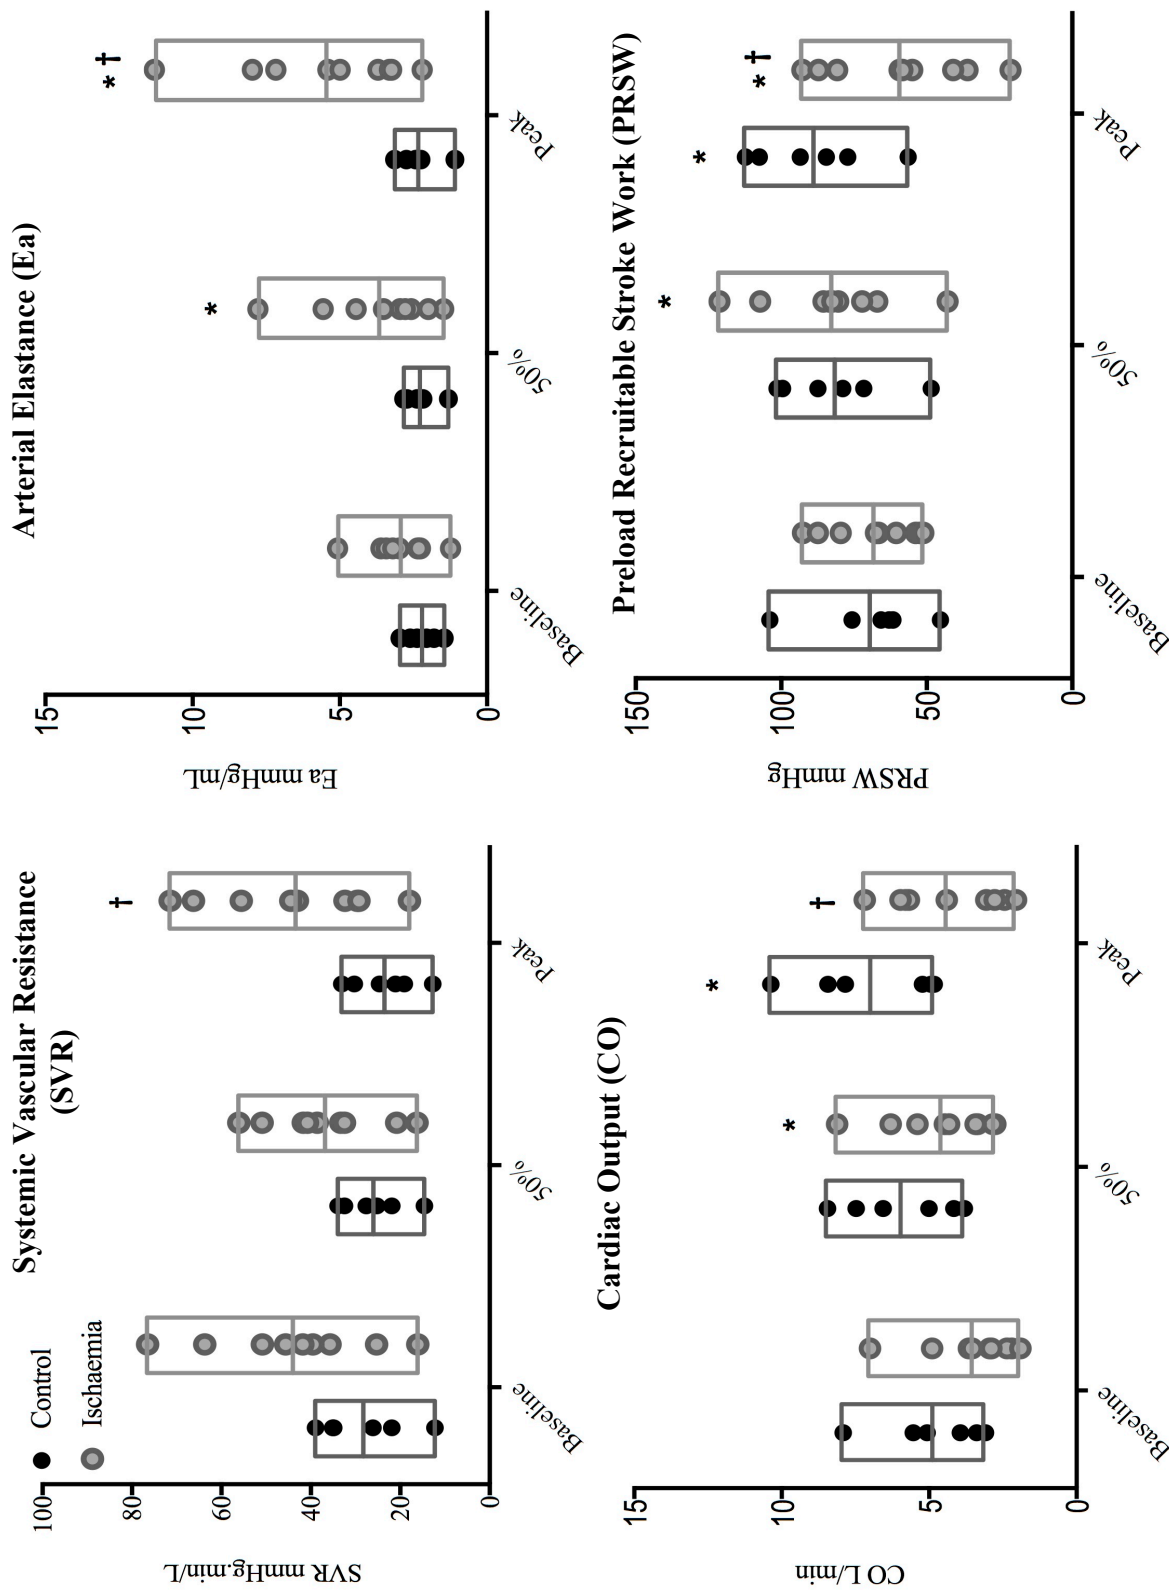 Systemic Vascular Resistance
(SVR)
Control
Ischaemia
SVR mmHg.min/L
100
80
60
40
20
0
†
Baseline
50%
Peak
Arterial Elastance (Ea)
Ea mmHg/mL
15
10
5
0
*
* †
Baseline
50%
Peak
Cardiac Output (CO)
CO L/min
15
10
5
0
*
*
†
Baseline
50%
Peak
Preload Recruitable Stroke Work (PRSW)
PRSW mmHg
150
100
50
0
*
*
* †
Baseline
50%
Peak